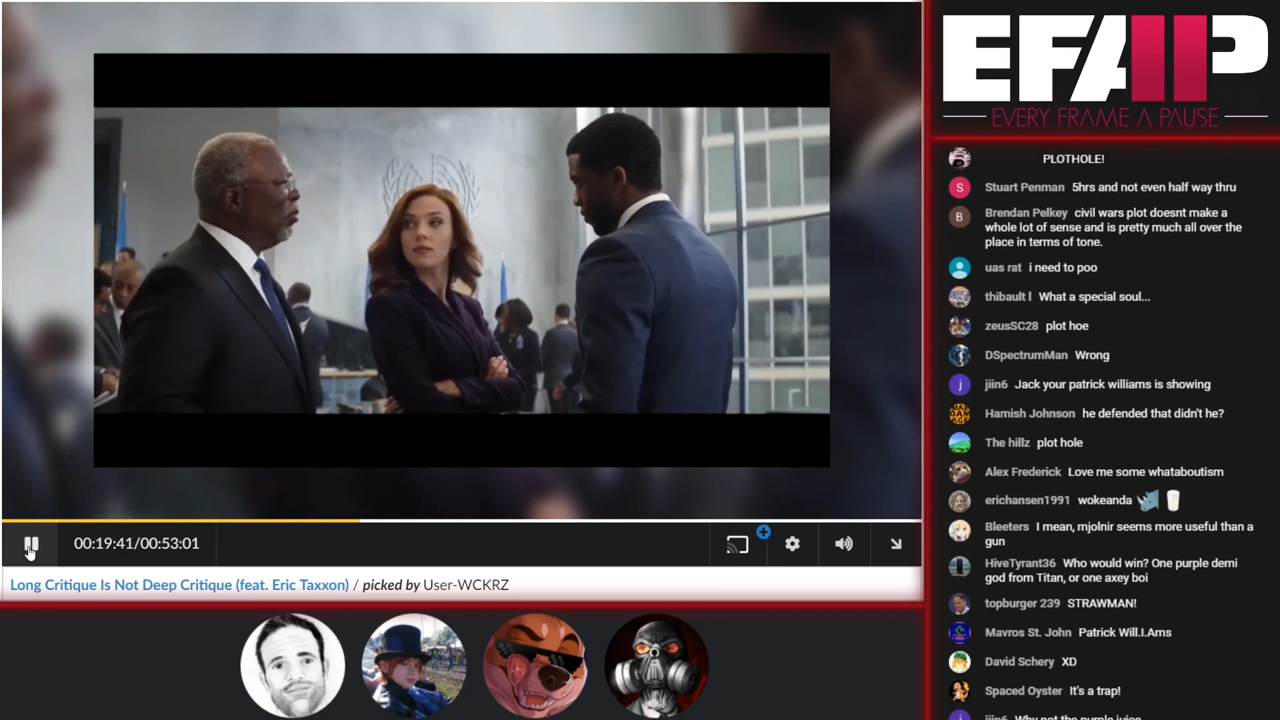 EFAP
EVERY FRAME A PAUSE
PLOTHOLE!
S
Stuart Penman 5hrs and not even half way thru
B
Brendan Pelkey civil wars plot doesnt make a
whole lot of sense and is pretty much all over the
place in terms of tone.
uas rat i need to poo
thibault l What a special soul...
zeusSC28 plot hoe
DSpectrumMan Wrong
j
jiin6 Jack your patrick williams is showing
Hamish Johnson he defended that didn't he?
The hillz plot hole
Alex Frederick Love me some whataboutism
erichansen1991 wokeanda
Bleeters I mean, mjolnir seems more useful than a
gun
HiveTyrant36 Who would win? One purple demi
god from Titan, or one axey boi
topburger 239 STRAWMAN!
Mavros St. John Patrick Will.I.Ams
David Schery XD
Spaced Oyster It's a trap!
jiin6 Why not the purple juice
00:19:41/00:53:01
Long Critique Is Not Deep Critique (feat. Eric Taxxon) / picked by User-WCKRZ